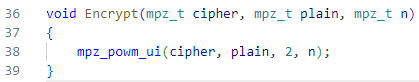 36 void Encrypt(mpz_t cipher, mpz_t plain, mpz_t n)
37 {
38     mpz_powm_ui(cipher, plain, 2, n);
39 }